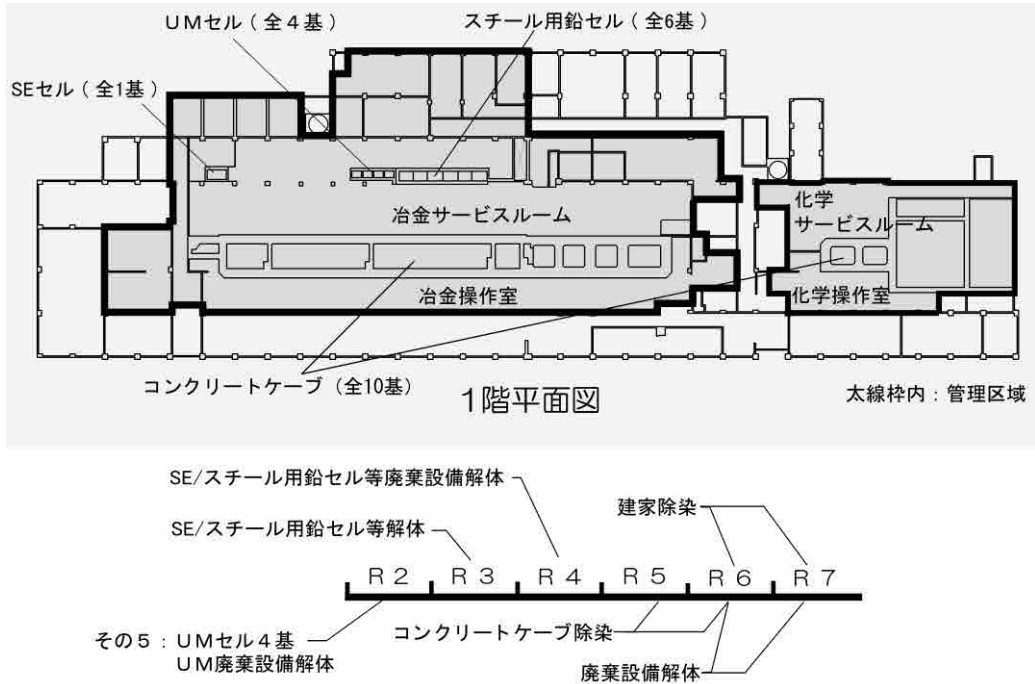 UMセル(全4基)
スチール用鉛セル(全6基)
SEセル(全1基)
冶金サービスルーム
化学
サービスルーム
冶金操作室
化学操作室
コンクリートケーブ(全10基)
1階平面図
太線枠内:管理区域
SE/スチール用鉛セル等廃棄設備解体
建家除染
SE/スチール用鉛セル等解体
R2 R3 R4 R5 R6 R7
その5:UMセル4基
UM廃棄設備解体
コンクリートケーブ除染
廃棄設備解体